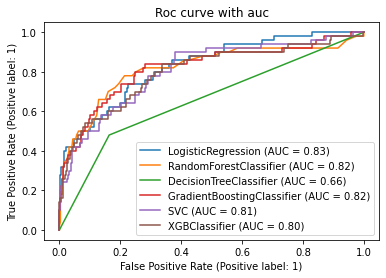 Roc curve with auc
True Positive Rate (Positive label: 1)
1.0
0.8
0.6
0.4
0.2
0.0
LogisticRegression (AUC = 0.83)
RandomForestClassifier (AUC = 0.82)
DecisionTreeClassifier (AUC = 0.66)
GradientBoostingClassifier (AUC = 0.82)
SVC (AUC = 0.81)
XGBClassifier (AUC = 0.80)
0.0 0.2 0.4 0.6 0.8 1.0
False Positive Rate (Positive label: 1)